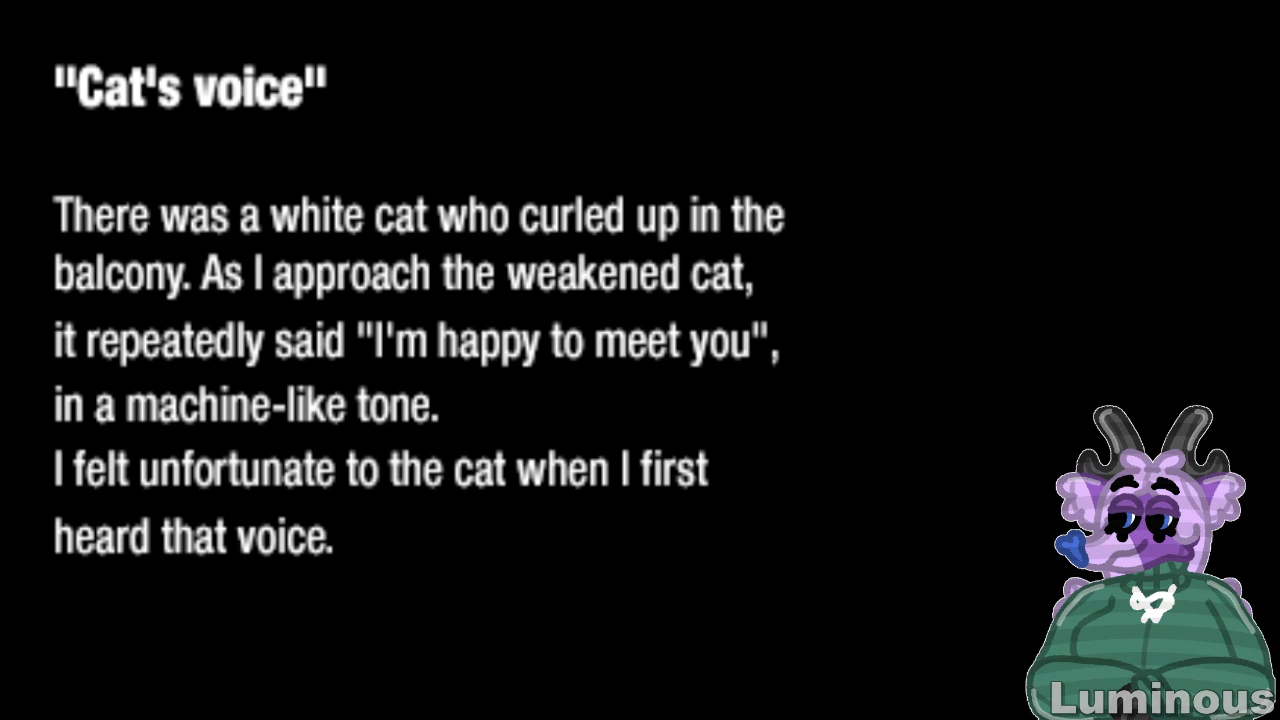 "Cat's voice"
There was a white cat who curled up in the
balcony. As I approach the weakened cat,
it repeatedly said "I'm happy to meet you",
in a machine-like tone.
I felt unfortunate to the cat when I first
heard that voice.
Luminous